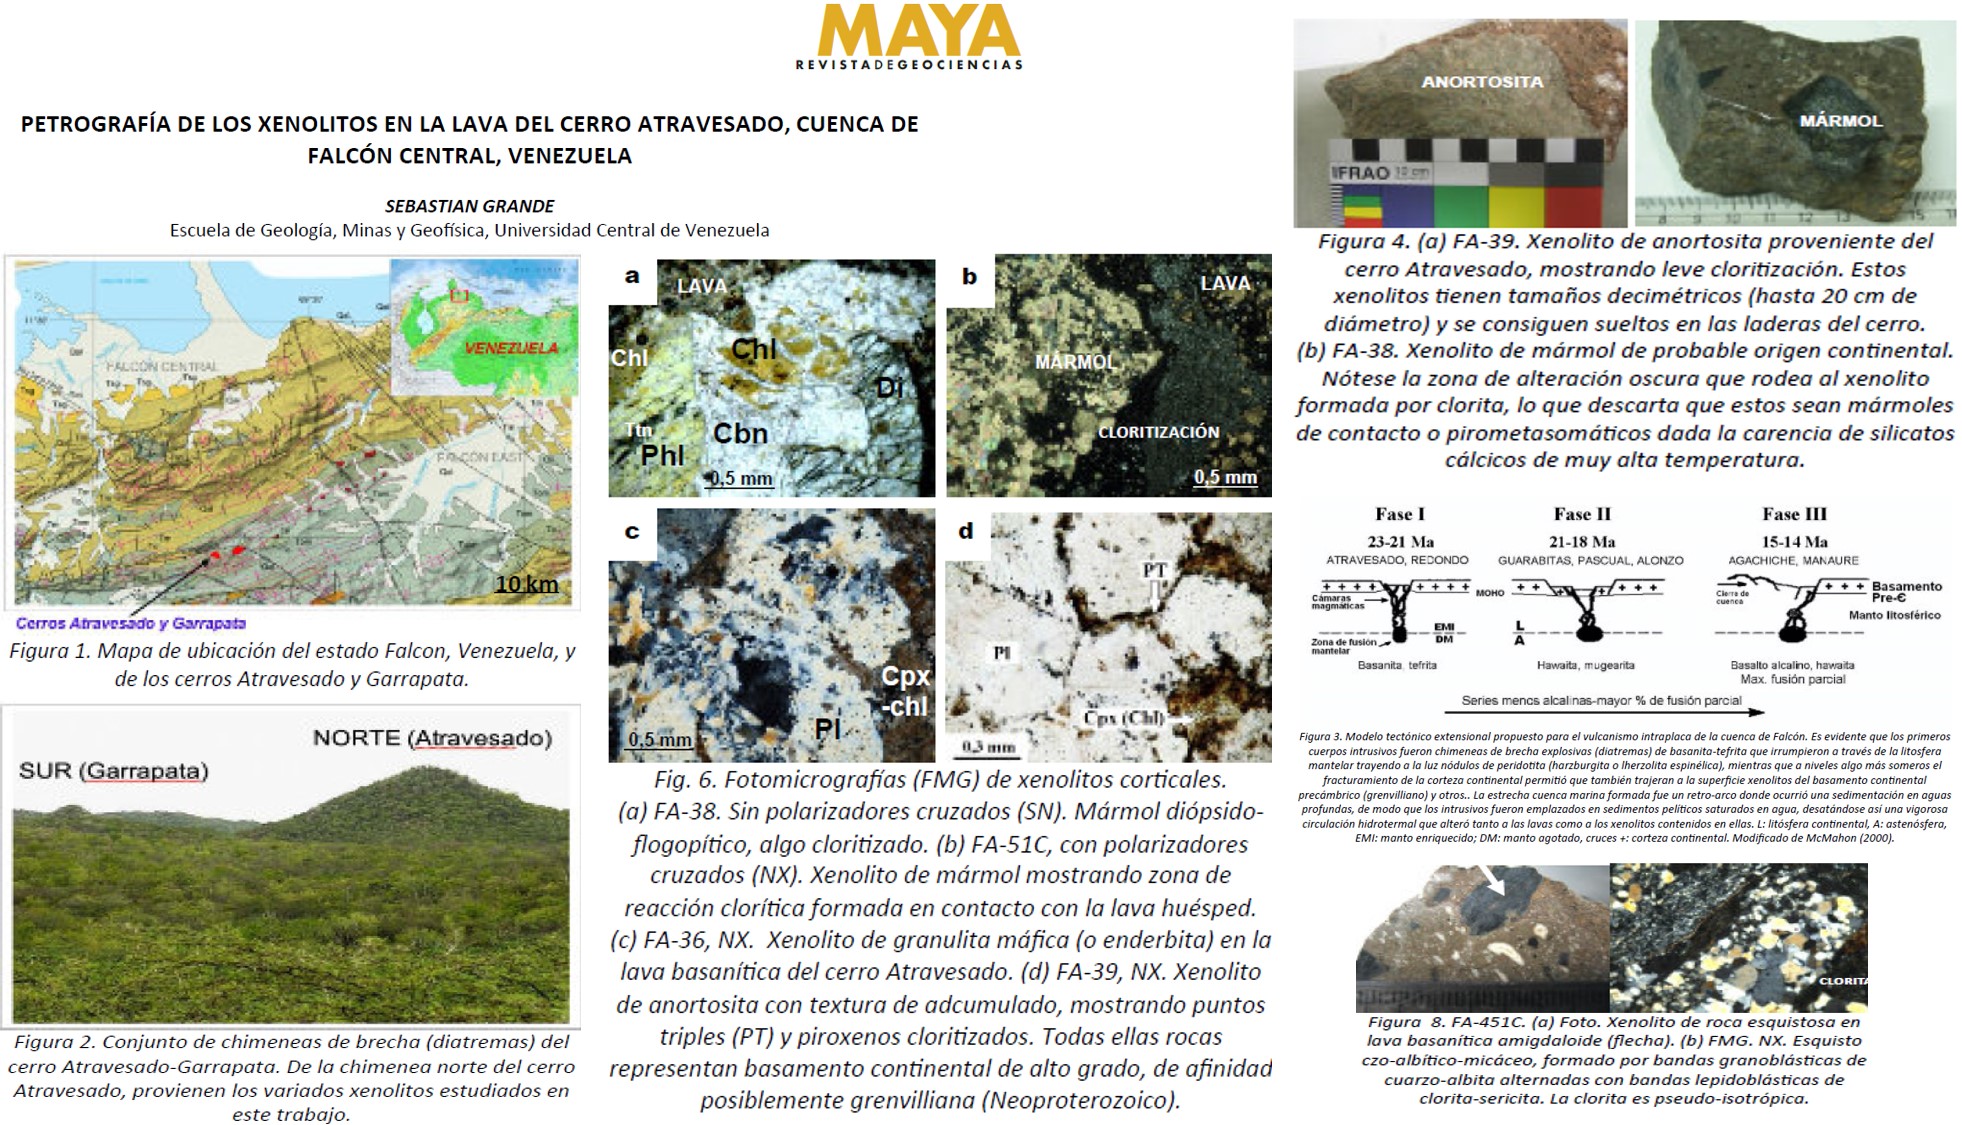 MAYA
REVISTADEGEOCIENCIAS
PETROGRAFÍA DE LOS XENOLITOS EN LA LAVA DEL CERRO ATRAVESADO, CUENCA DE
FALCÓN CENTRAL, VENEZUELA
SEBASTIAN GRANDE
Escuela de Geología, Minas y Geofísica, Universidad Central de Venezuela
FALCÓN CENTRAL
VENEZUELA
FALCÓN EAST
10 km
Cerros Atravesado y Garrapata
Figura 1. Mapa de ubicación del estado Falcon, Venezuela, y
de los cerros Atravesado y Garrapata.
NORTE (Atravesado)
SUR (Garrapata)
Figura 2. Conjunto de chimeneas de brecha (diatremas) del
cerro Atravesado-Garrapata. De la chimenea norte del cerro
Atravesado, provienen los variados xenolitos estudiados en
este trabajo.
a
LAVA
Chl
Chl
Di
Ttn
Cbn
Phl
0,5 mm
b
LAVA
MÁRMOL
CLORITIZACIÓN
0,5 mm
c
Cpx
-chl
Pl
0,5 mm
d
PT
Pl
Cpx (Chl)
0,3 mm
Fig. 6. Fotomicrografías (FMG) de xenolitos corticales.
(a) FA-38. Sin polarizadores cruzados (SN). Mármol diópsido-
flogopítico, algo cloritizado. (b) FA-51C, con polarizadores
cruzados (NX). Xenolito de mármol mostrando zona de
reacción clorítica formada en contacto con la lava huésped.
(c) FA-36, NX. Xenolito de granulita máfica (o enderbita) en la
lava basanítica del cerro Atravesado. (d) FA-39, NX. Xenolito
de anortosita con textura de adcumulado, mostrando puntos
triples (PT) y piroxenos cloritizados. Todas ellas rocas
representan basamento continental de alto grado, de afinidad
posiblemente grenvilliana (Neoproterozoico).
ANORTOSITA
IFRAO 10 cm
MÁRMOL
8 9 10 11 12 13 15
Figura 4. (a) FA-39. Xenolito de anortosita proveniente del
cerro Atravesado, mostrando leve cloritización. Estos
xenolitos tienen tamaños decimétricos (hasta 20 cm de
diámetro) y se consiguen sueltos en las laderas del cerro.
(b) FA-38. Xenolito de mármol de probable origen continental.
Nótese la zona de alteración oscura que rodea al xenolito
formada por clorita, lo que descarta que estos sean mármoles
de contacto o pirometasomáticos dada la carencia de silicatos
cálcicos de muy alta temperatura.
Fase I
23-21 Ma
ATRAVESADO, REDONDO
Cámaras
magmáticas
EMI
DM
Zona de fusión
mantelar
Basanita, tefrita
Fase II
21-18 Ma
GUARABITAS, PASCUAL, ALONZO
MOHO
L
A
Hawaita, mugearita
Fase III
15-14 Ma
AGACHICHE, MANAURE
Cierre de
cuenca
Basamento
Pre-Є
Manto litosférico
Basalto alcalino, hawaita
Max. fusión parcial
Series menos alcalinas-mayor % de fusión parcial
Figura 3. Modelo tectónico extensional propuesto para el vulcanismo intraplaca de la cuenca de Falcón. Es evidente que los primeros
cuerpos intrusivos fueron chimeneas de brecha explosivas (diatremas) de basanita-tefrita que irrumpieron a través de la litosfera
mantelar trayendo a la luz nódulos de peridotita (harzburgita o lherzolita espinélica), mientras que a niveles algo más someros el
fracturamiento de la corteza continental permitió que también trajeran a la superficie xenolitos del basamento continental
precámbrico (grenvilliano) y otros.. La estrecha cuenca marina formada fue un retro-arco donde ocurrió una sedimentación en aguas
profundas, de modo que los intrusivos fueron emplazados en sedimentos pelíticos saturados en agua, desatándose así una vigorosa
circulación hidrotermal que alteró tanto a las lavas como a los xenolitos contenidos en ellas. L: litósfera continental, A: astenósfera,
EMI: manto enriquecido; DM: manto agotado, cruces +: corteza continental. Modificado de McMahon (2000).
CLORITA
Figura 8. FA-451C. (a) Foto. Xenolito de roca esquistosa en
lava basanítica amigdaloide (flecha). (b) FMG. NX. Esquisto
czo-albítico-micáceo, formado por bandas granoblásticas de
cuarzo-albita alternadas con bandas lepidoblásticas de
clorita-sericita. La clorita es pseudo-isotrópica.